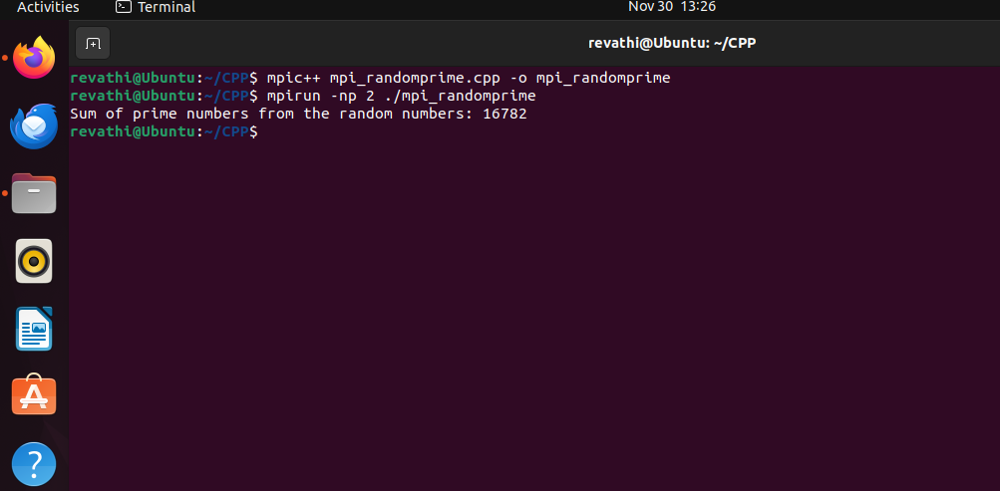 Activities Terminal Nov 30 13:26
revathi@Ubuntu: ~/CPP
revathi@Ubuntu:~/CPP$ mpic++ mpi_randomprime.cpp -o mpi_randomprime
revathi@Ubuntu:~/CPP$ mpirun -np 2 ./mpi_randomprime
Sum of prime numbers from the random numbers: 16782
revathi@Ubuntu:~/CPP$